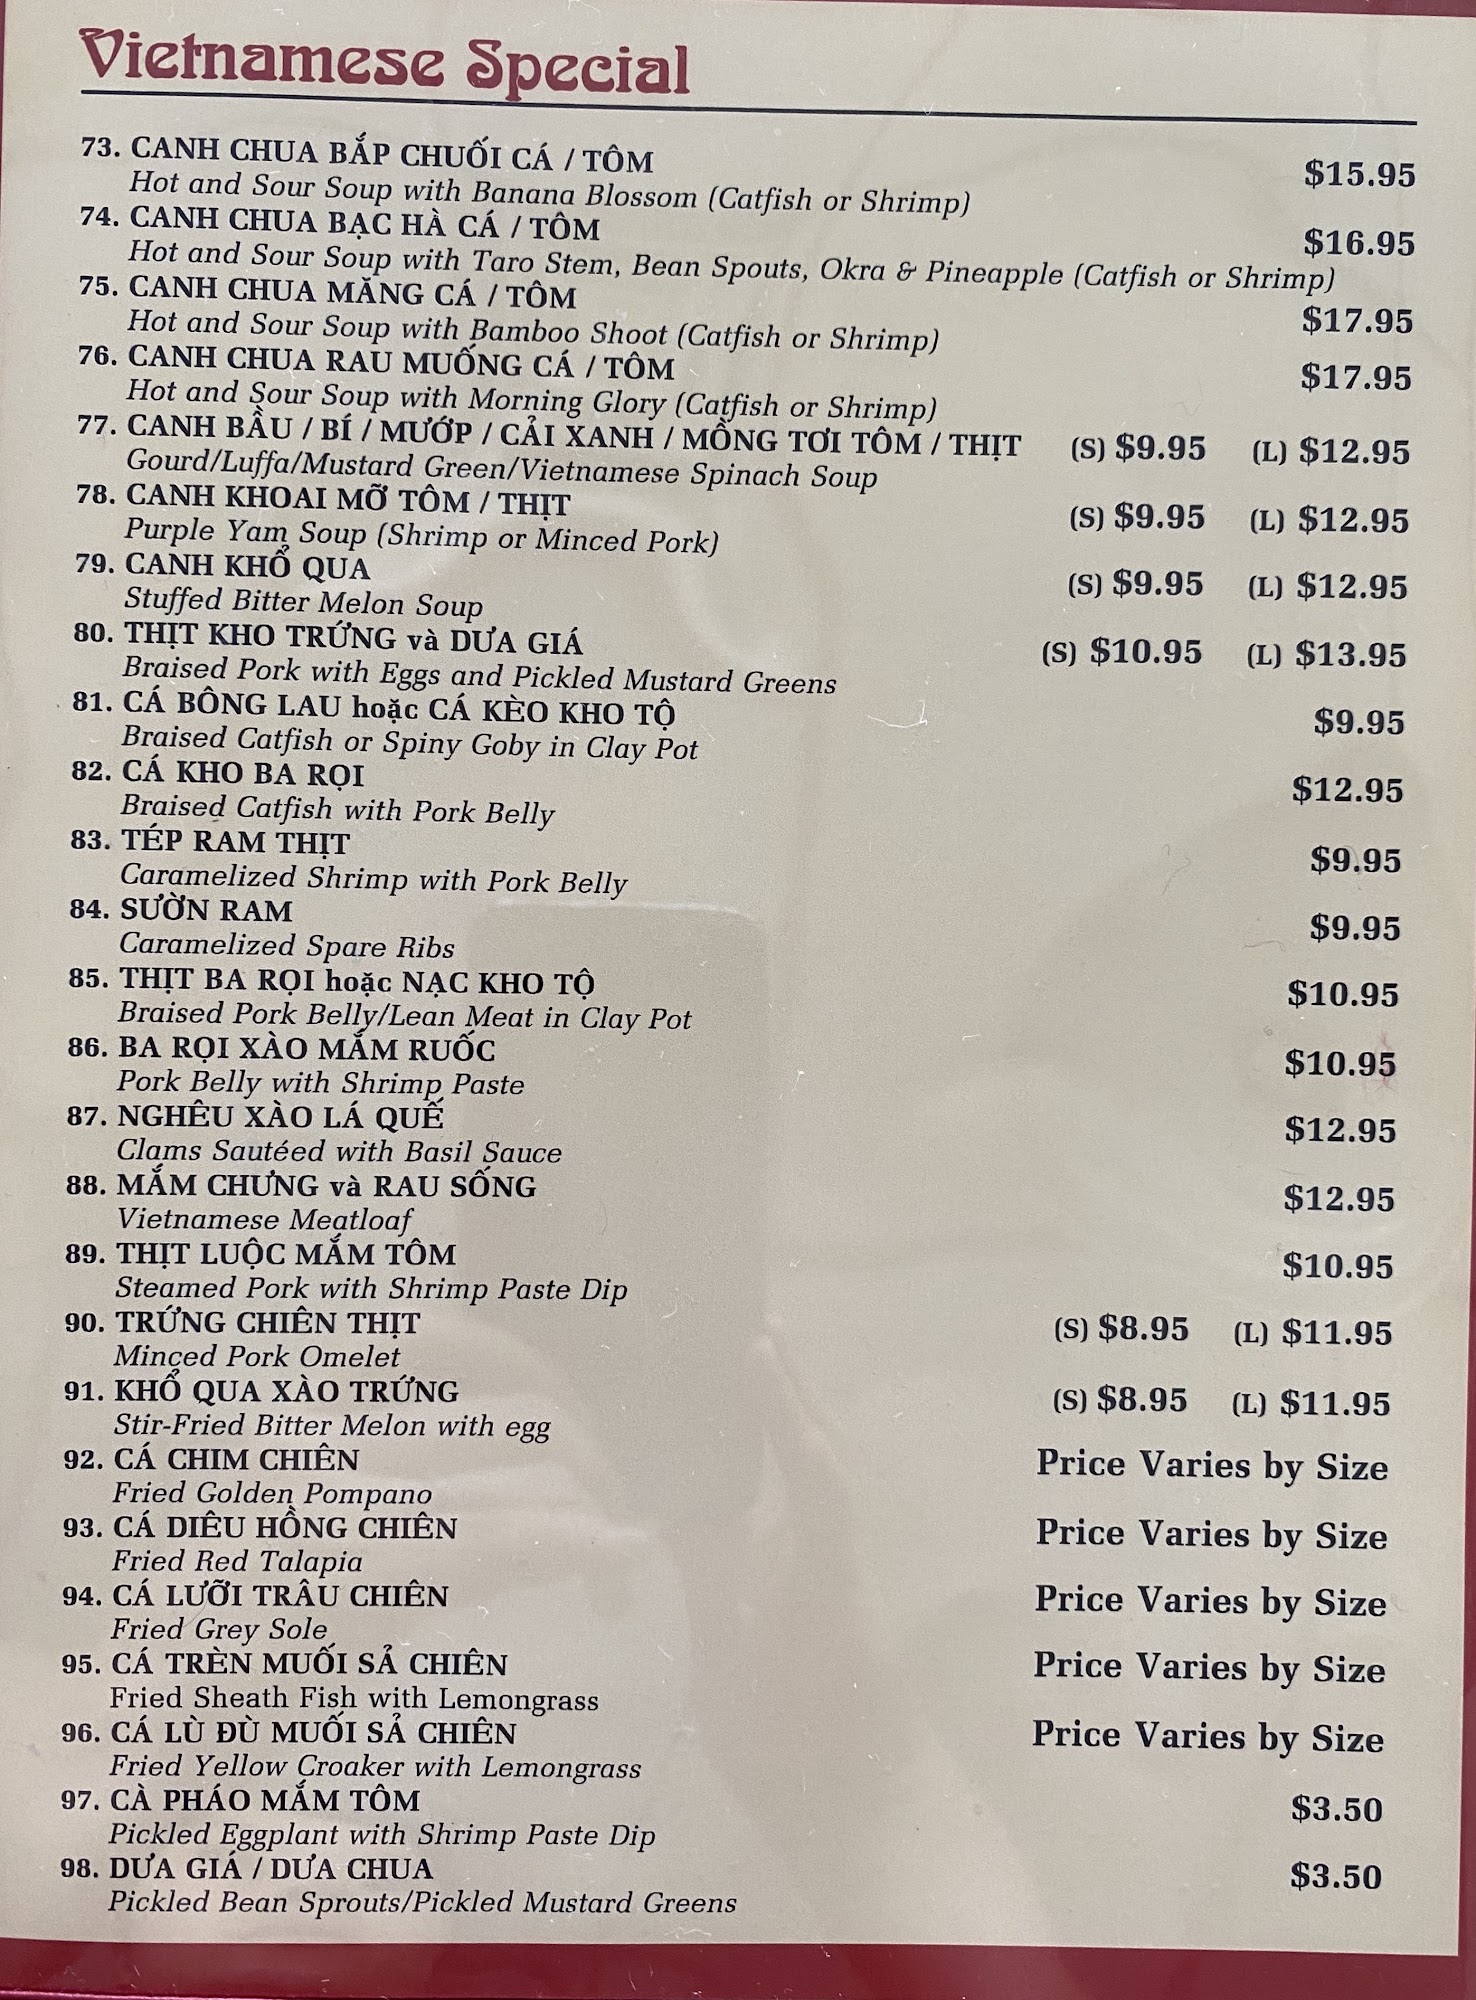 Vietnamese Special
73. CANH CHUA BẮP CHUỐI CÁ / TÔM $15.95
Hot and Sour Soup with Banana Blossom (Catfish or Shrimp)
74. CANH CHUA BẠC HÀ CÁ / TÔM $16.95
Hot and Sour Soup with Taro Stem, Bean Spouts, Okra & Pineapple (Catfish or Shrimp)
75. CANH CHUA MĂNG CÁ / TÔM $17.95
Hot and Sour Soup with Bamboo Shoot (Catfish or Shrimp)
76. CANH CHUA RAU MUỐNG CÁ / TÔM $17.95
Hot and Sour Soup with Morning Glory (Catfish or Shrimp)
77. CANH BẦU / BÍ / MƯỚP / CẢI XANH / MỒNG TƠI TÔM / THỊT (S) $9.95 (L) $12.95
Gourd/Luffa/Mustard Green/Vietnamese Spinach Soup
78. CANH KHOAI MỠ TÔM / THỊT (S) $9.95 (L) $12.95
Purple Yam Soup (Shrimp or Minced Pork)
79. CANH KHỔ QUA (S) $9.95 (L) $12.95
Stuffed Bitter Melon Soup
80. THỊT KHO TRỨNG và DƯA GIÁ (S) $10.95 (L) $13.95
Braised Pork with Eggs and Pickled Mustard Greens
81. CÁ BÔNG LAU hoặc CÁ KÈO KHO TỘ $9.95
Braised Catfish or Spiny Goby in Clay Pot
82. CÁ KHO BA RỌI $12.95
Braised Catfish with Pork Belly
83. TÉP RAM THỊT $9.95
Caramelized Shrimp with Pork Belly
84. SƯỜN RAM $9.95
Caramelized Spare Ribs
85. THỊT BA RỌI hoặc NẠC KHO TỘ $10.95
Braised Pork Belly/Lean Meat in Clay Pot
86. BA RỌI XÀO MẮM RUỐC $10.95
Pork Belly with Shrimp Paste
87. NGHÊU XÀO LÁ QUẾ $12.95
Clams Sautéed with Basil Sauce
88. MẮM CHƯNG và RAU SỐNG $12.95
Vietnamese Meatloaf
89. THỊT LUỘC MẮM TÔM $10.95
Steamed Pork with Shrimp Paste Dip
90. TRỨNG CHIÊN THỊT (S) $8.95 (L) $11.95
Minced Pork Omelet
91. KHỔ QUA XÀO TRỨNG (S) $8.95 (L) $11.95
Stir-Fried Bitter Melon with egg
92. CÁ CHIM CHIÊN Price Varies by Size
Fried Golden Pompano
93. CÁ DIÊU HỒNG CHIÊN Price Varies by Size
Fried Red Talapia
94. CÁ LƯỠI TRÂU CHIÊN Price Varies by Size
Fried Grey Sole
95. CÁ TRÈN MUỐI SẢ CHIÊN Price Varies by Size
Fried Sheath Fish with Lemongrass
96. CÁ LÙ ĐÙ MUỐI SẢ CHIÊN Price Varies by Size
Fried Yellow Croaker with Lemongrass
97. CÀ PHÁO MẮM TÔM $3.50
Pickled Eggplant with Shrimp Paste Dip
98. DƯA GIÁ / DƯA CHUA $3.50
Pickled Bean Sprouts/Pickled Mustard Greens